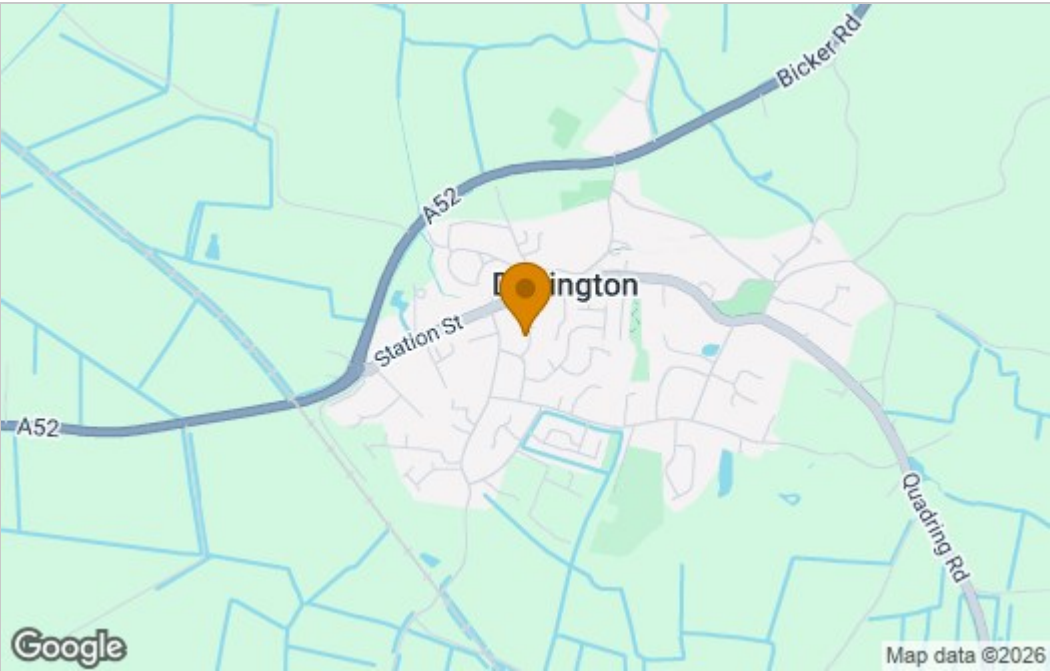 Bicker Rd
A52
D ington
Station St
A52
Quadring Rd
Google
Map data ©2026